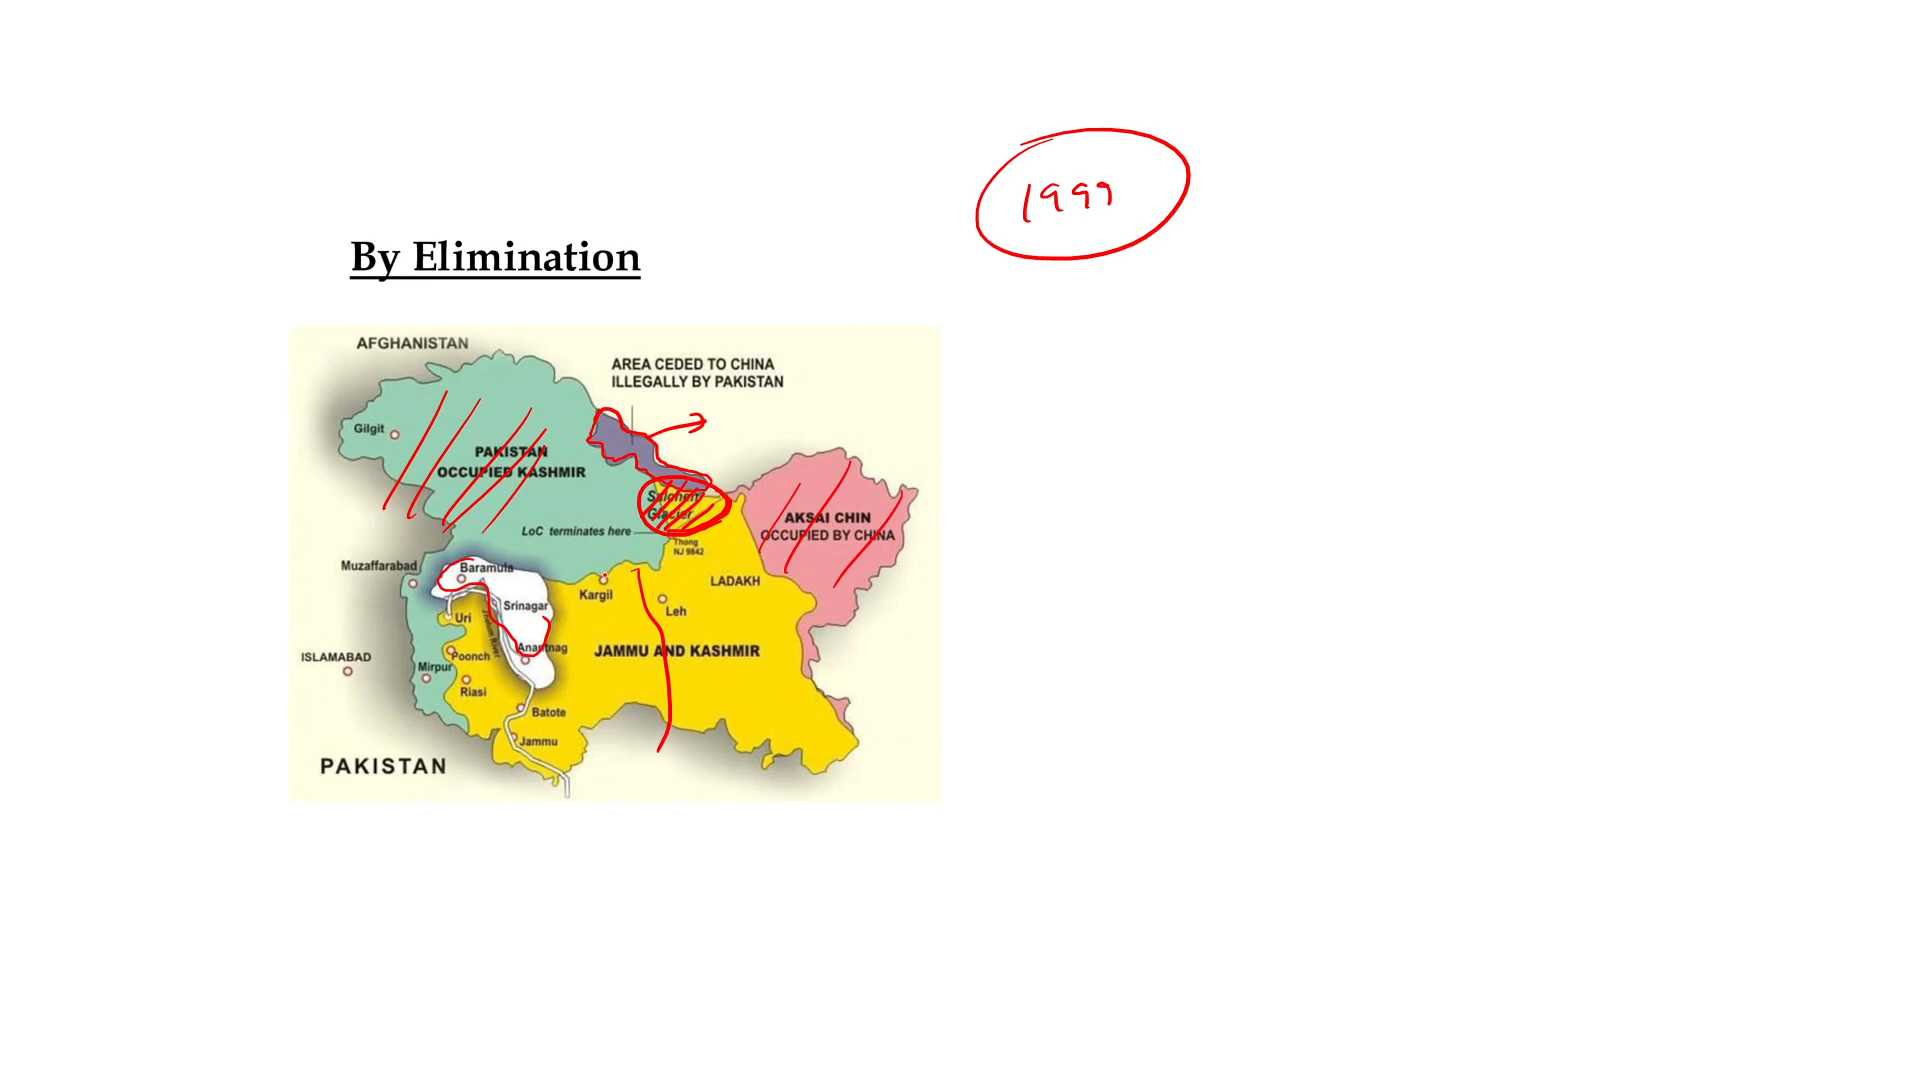 1999
By Elimination
AFGHANISTAN
AREA CEDED TO CHINA
ILLEGALLY BY PAKISTAN
Gilgit
PAKISTAN
OCCUPIED KASHMIR
Siachen
Glacier
AKSAI CHIN
OCCUPIED BY CHINA
LoC terminates here
Thong
NJ 9842
Muzaffarabad
Baramula
LADAKH
Kargil
Srinagar
Leh
Uri
Jhelum River
Anantnag
JAMMU AND KASHMIR
ISLAMABAD
Poonch
Mirpur
Riasi
Batote
Jammu
PAKISTAN